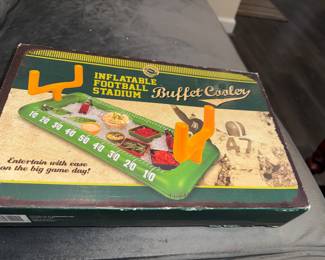 INFLATABLE
FOOTBALL
STADIUM
Buffet Cooler
47
10 20 30 40 50 40 30 20 10
Entertain with ease
on the big game day!